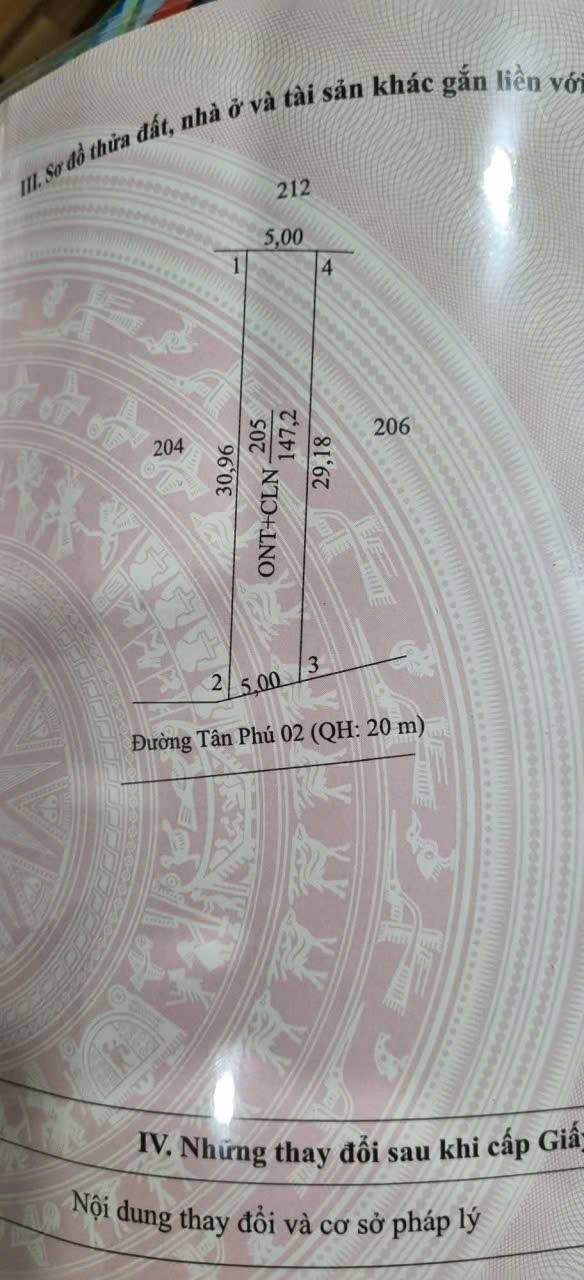 III. Sơ đồ thửa đất, nhà ở và tài sản khác gắn liền với
212
5,00
1
4
204
30,96
ONT+CLN 205
147,2
29,18
206
2
5,00
3
Đường Tân Phú 02 (QH: 20 m)
IV. Những thay đổi sau khi cấp Giấy
Nội dung thay đổi và cơ sở pháp lý